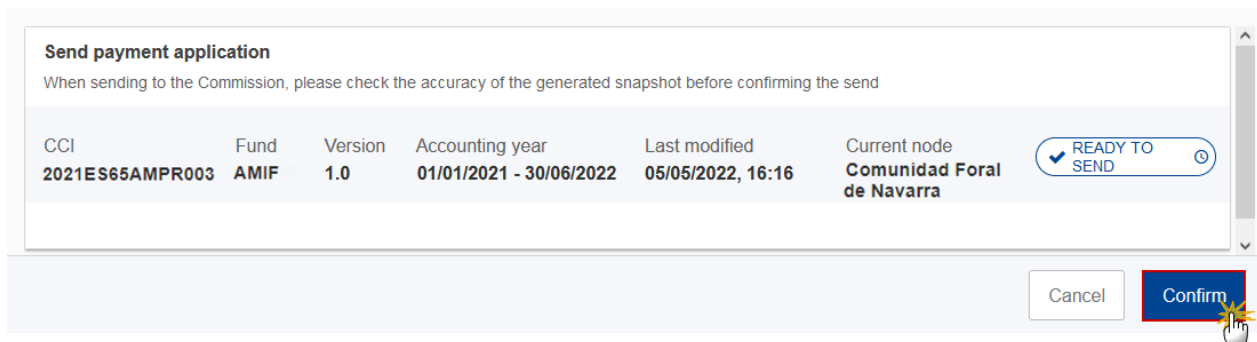 Send payment application
When sending to the Commission, please check the accuracy of the generated snapshot before confirming the send
CCI Fund Version Accounting year Last modified Current node
2021ES65AMPR003 AMIF 1.0 01/01/2021 - 30/06/2022 05/05/2022, 16:16 Comunidad Foral
de Navarra
READY TO
SEND
Cancel Confirm